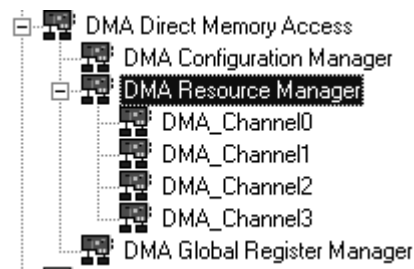 DMA Direct Memory Access
DMA Configuration Manager
DMA Resource Manager
DMA_Channel0
DMA_Channel1
DMA_Channel2
DMA_Channel3
DMA Global Register Manager